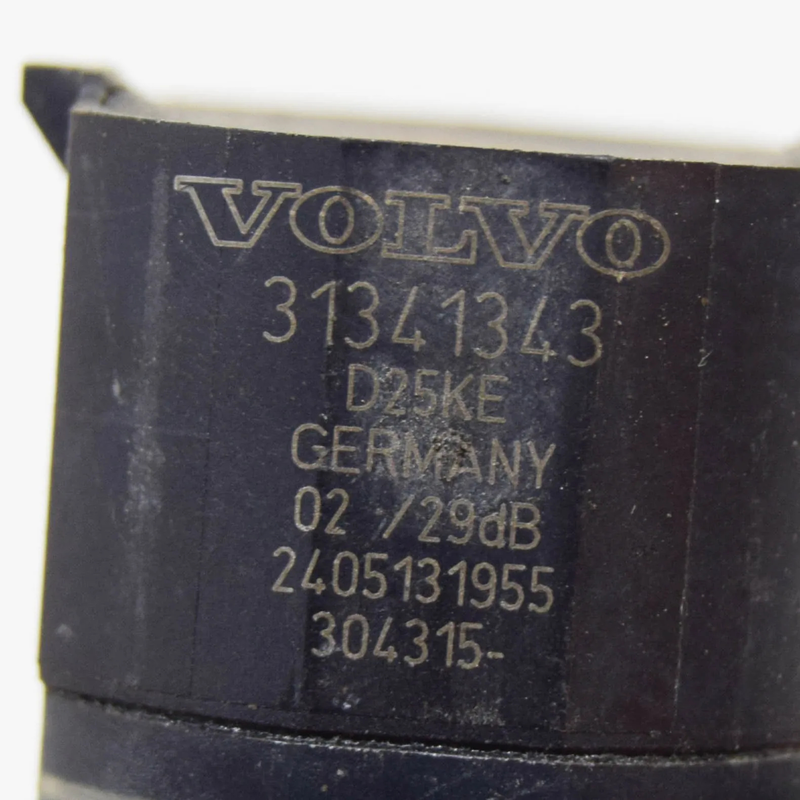 VOLVO
31341343
D25KE
GERMANY
02 /29dB
2405131955
304315-